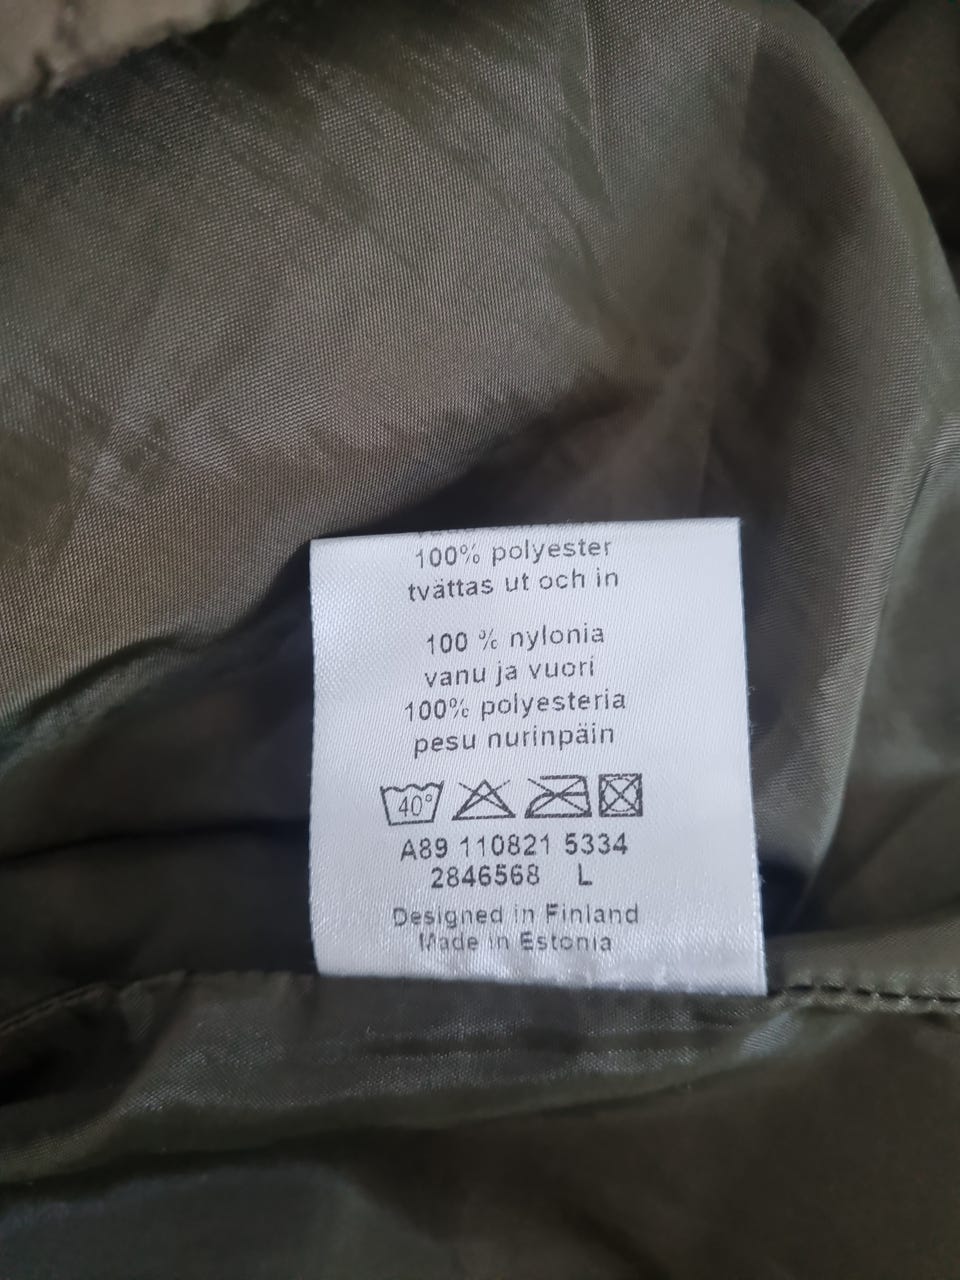 100% polyester
tvättas ut och in
100 % nylonia
vanu ja vuori
100% polyesteria
pesu nurinpäin
40°
A89 110821 5334
2846568 L
Designed in Finland
Made in Estonia